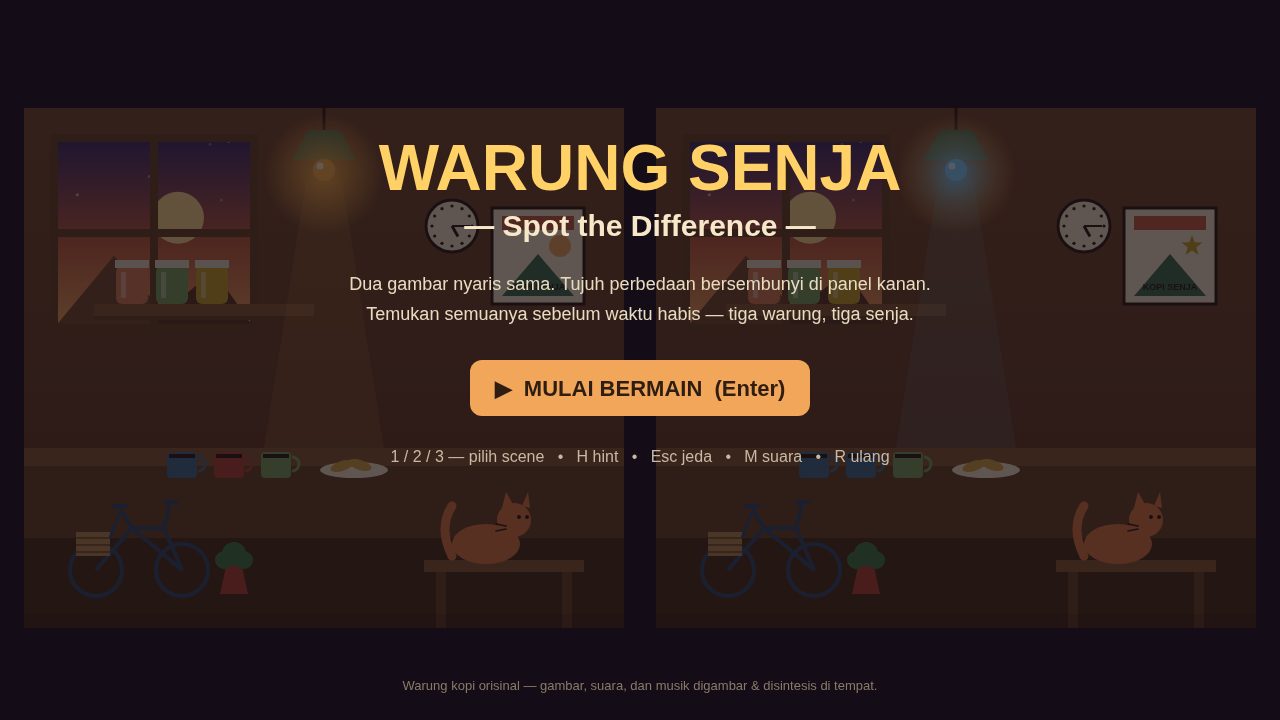 WARUNG SENJA
— Spot the Difference —
Dua gambar nyaris sama. Tujuh perbedaan bersembunyi di panel kanan.
Temukan semuanya sebelum waktu habis — tiga warung, tiga senja.
KOPI SENJA
▶ MULAI BERMAIN (Enter)
1 / 2 / 3 — pilih scene • H hint • Esc jeda • M suara • R ulang
Warung kopi orisinal — gambar, suara, dan musik digambar & disintesis di tempat.